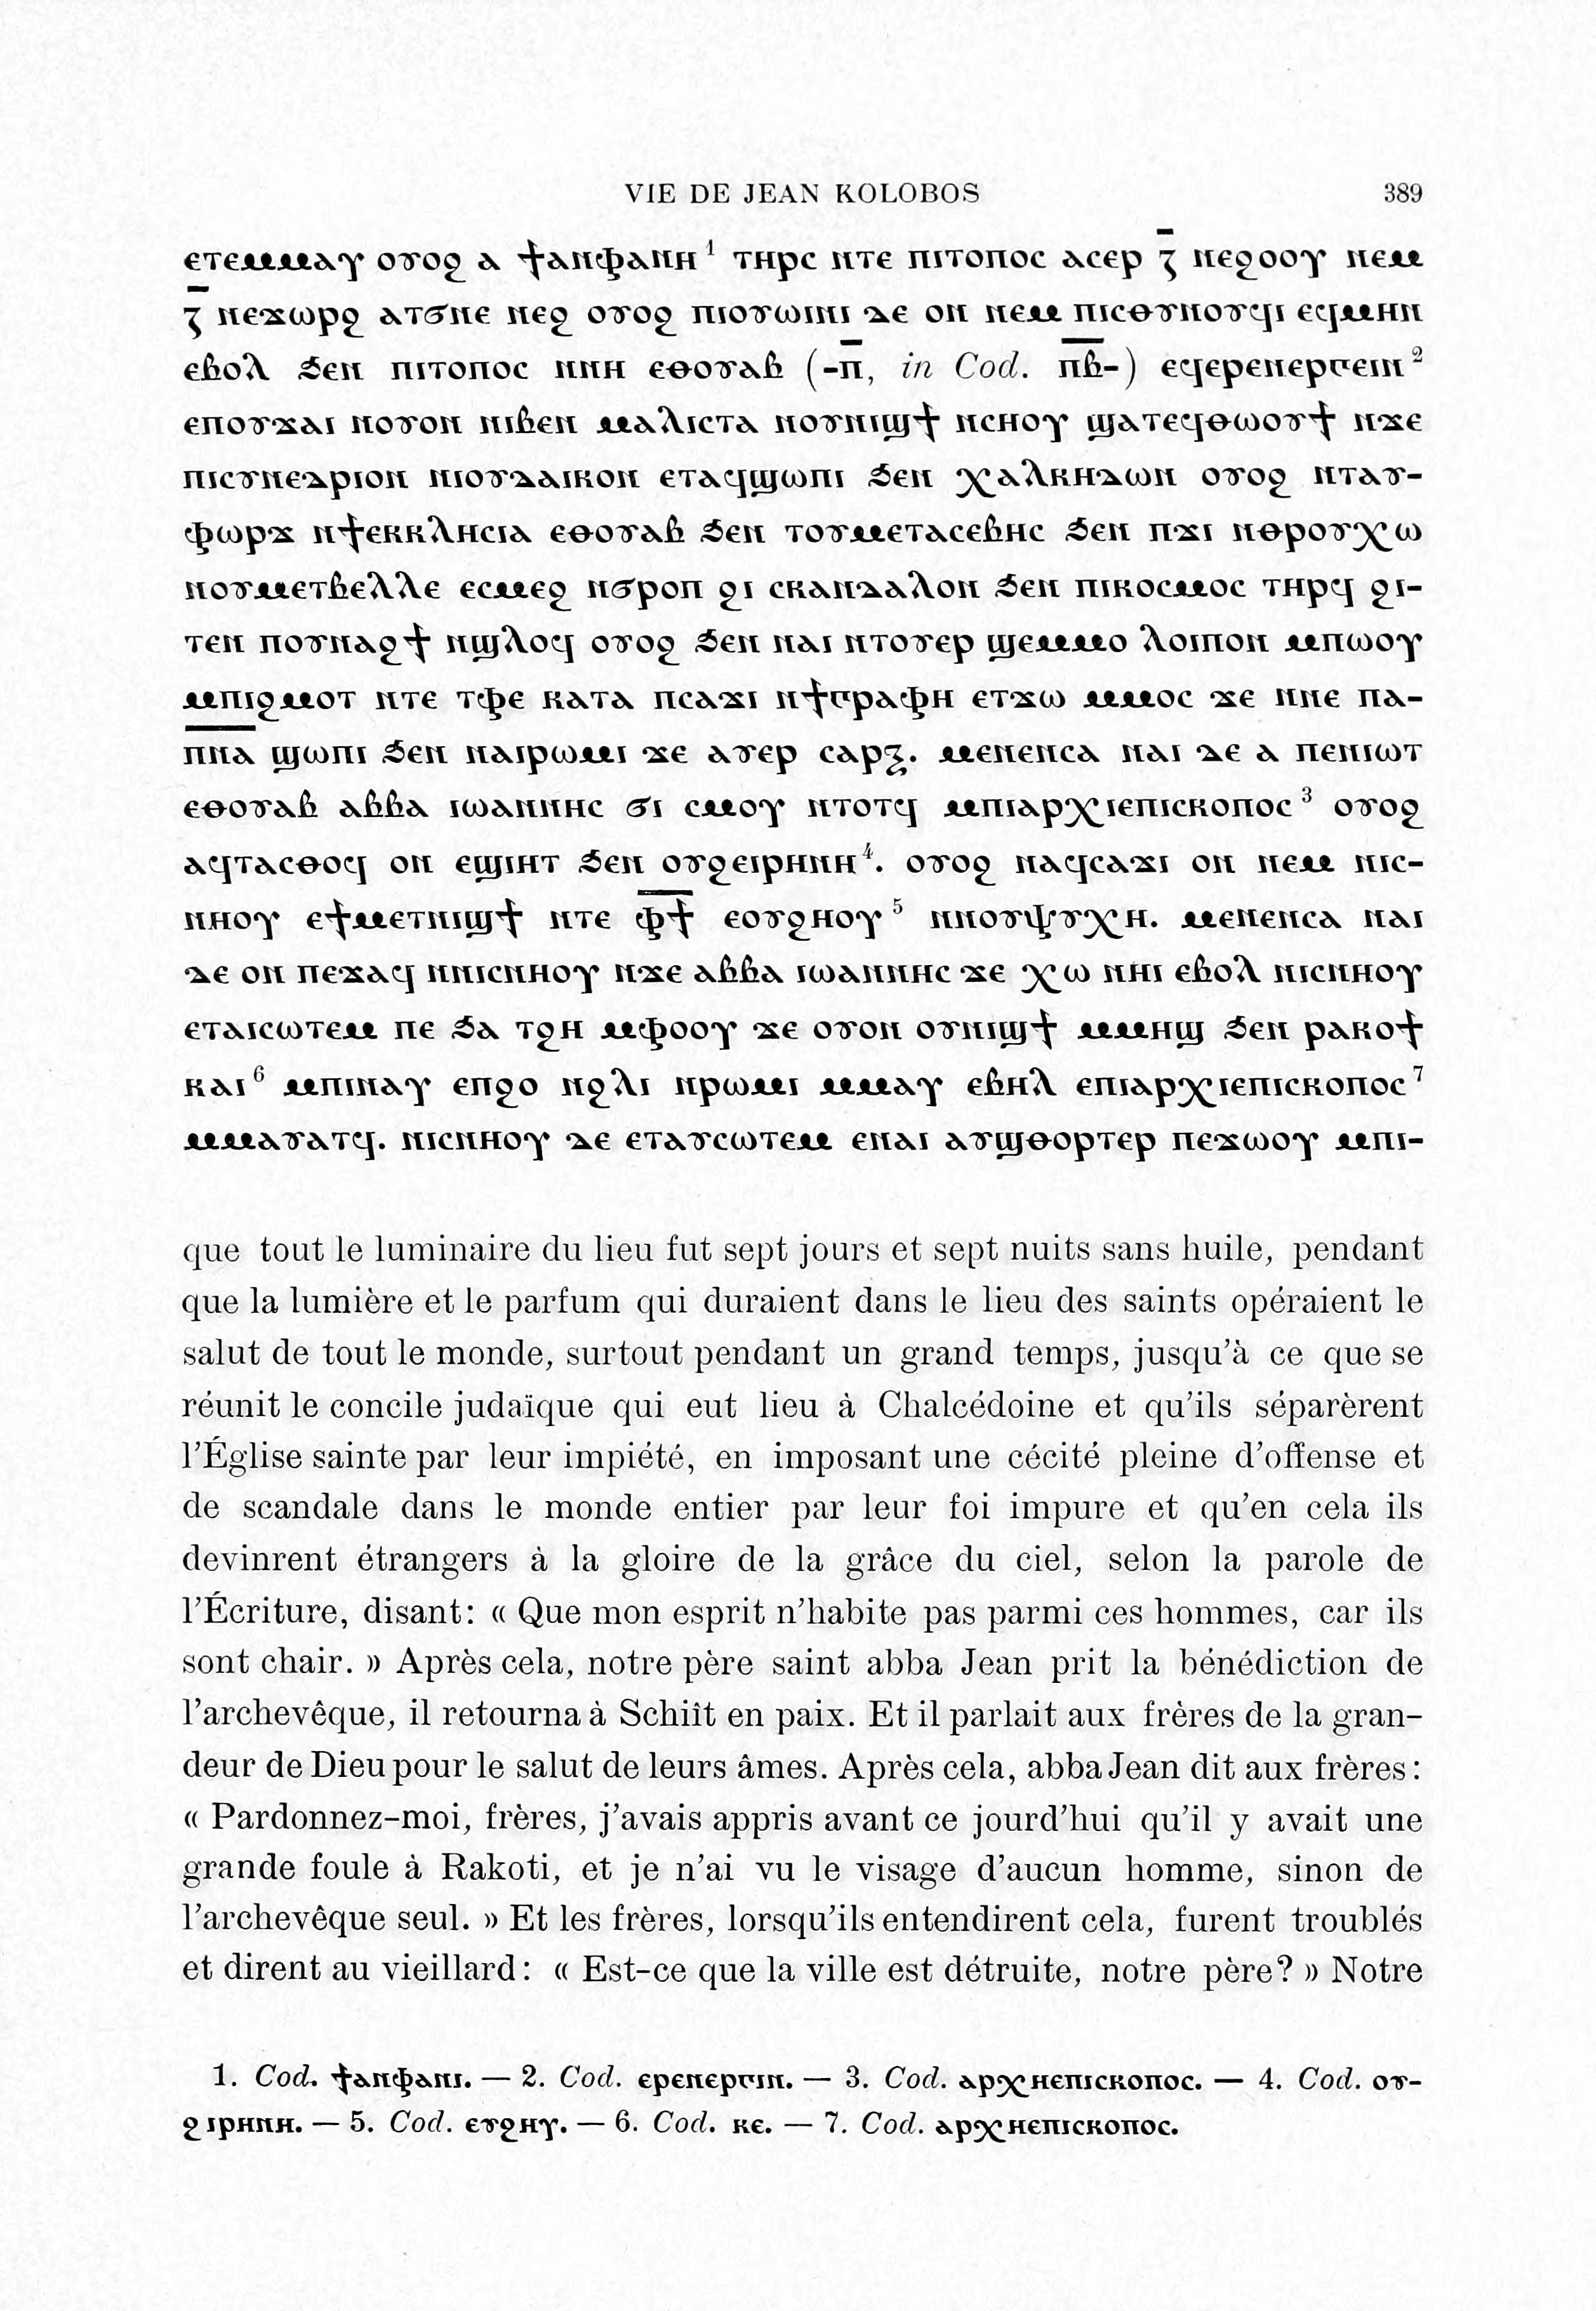 VIE DE JEAN KOLOBOS 389
ⲉⲧⲉⲙⲙⲁⲩ ⲟⲩⲟϩ ⲁ ϯⲁⲛⲫⲁⲛⲏ¹ ⲧⲏⲣⲥ ⲛⲧⲉ ⲡⲓⲧⲟⲡⲟⲥ ⲁⲥⲉⲣ ⲍ̅ ⲛⲉϩⲟⲟⲩ ⲛⲉⲙ
ⲍ̅ ⲛⲉϫⲱⲣϩ ⲁⲧϭⲛⲉ ⲛⲉϩ ⲟⲩⲟϩ ⲡⲓⲟⲩⲱⲓⲛⲓ ⲇⲉ ⲟⲛ ⲛⲉⲙ ⲡⲓⲥⲑⲩⲛⲟⲩϥⲓ ⲉϥⲙⲏⲛ
ⲉⲃⲟⲗ ϧⲉⲛ ⲡⲓⲧⲟⲡⲟⲥ ⲛⲛⲏ ⲉⲑⲟⲩⲁⲃ (-ⲡ̅, in Cod. ⲡ̅ⲃ̅-) ⲉϥⲉⲣⲉⲛⲉⲣⲅⲉⲓⲛ²
ⲉⲡⲟⲩϫⲁⲓ ⲛⲟⲩⲟⲛ ⲛⲓⲃⲉⲛ ⲙⲁⲗⲓⲥⲧⲁ ⲛⲟⲩⲛⲓϣϯ ⲛⲥⲏⲟⲩ ϣⲁⲧⲉϥⲑⲱⲟⲩϯ ⲛϫⲉ
ⲡⲓⲥⲩⲛⲉⲇⲣⲓⲟⲛ ⲛⲓⲟⲩⲇⲁⲓⲕⲟⲛ ⲉⲧⲁϥϣⲱⲡⲓ ϧⲉⲛ ⲭⲁⲗⲕⲏⲇⲱⲛ ⲟⲩⲟϩ ⲛⲧⲁⲩ-
ⲫⲱⲣϫ ⲛϯⲉⲕⲕⲗⲏⲥⲓⲁ ⲉⲑⲟⲩⲁⲃ ϧⲉⲛ ⲧⲟⲩⲙⲉⲧⲁⲥⲉⲃⲏⲥ ϧⲉⲛ ⲡϫⲓ ⲛⲑⲣⲟⲩⲭⲱ
ⲛⲟⲩⲙⲉⲧⲃⲉⲗⲗⲉ ⲉⲥⲙⲉϩ ⲛϭⲣⲟⲡ ϩⲓ ⲥⲕⲁⲛⲇⲁⲗⲟⲛ ϧⲉⲛ ⲡⲓⲕⲟⲥⲙⲟⲥ ⲧⲏⲣϥ ϩⲓ-
ⲧⲉⲛ ⲡⲟⲩⲛⲁϩϯ ⲛϣⲗⲟϥ ⲟⲩⲟϩ ϧⲉⲛ ⲛⲁⲓ ⲛⲧⲟⲩⲉⲣ ϣⲉⲙⲙⲟ ⲗⲟⲓⲡⲟⲛ ⲙⲡⲱⲟⲩ
ⲙⲡⲓϩⲙⲟⲧ ⲛⲧⲉ ⲧⲫⲉ ⲕⲁⲧⲁ ⲡⲥⲁϫⲓ ⲛϯⲅⲣⲁⲫⲏ ⲉⲧϫⲱ ⲙⲙⲟⲥ ϫⲉ ⲛⲛⲉ ⲡⲁ-
ⲡ̅ⲛ̅ⲁ̅ ϣⲱⲡⲓ ϧⲉⲛ ⲛⲁⲓⲣⲱⲙⲓ ϫⲉ ⲁⲩⲉⲣ ⲥⲁⲣⲝ. ⲙⲉⲛⲉⲛⲥⲁ ⲛⲁⲓ ⲇⲉ ⲁ ⲡⲉⲛⲓⲱⲧ
ⲉⲑⲟⲩⲁⲃ ⲁⲃⲃⲁ ⲓⲱⲁⲛⲛⲏⲥ ϭⲓ ⲥⲙⲟⲩ ⲛⲧⲟⲧϥ ⲙⲡⲓⲁⲣⲭⲓⲉⲡⲓⲥⲕⲟⲡⲟⲥ³ ⲟⲩⲟϩ
ⲁϥⲧⲁⲥⲑⲟϥ ⲟⲛ ⲉϣⲓⲏⲧ ϧⲉⲛ ⲟⲩϩⲉⲓⲣⲏⲛⲏ⁴. ⲟⲩⲟϩ ⲛⲁϥⲥⲁϫⲓ ⲟⲛ ⲛⲉⲙ ⲛⲓⲥ-
ⲛⲏⲟⲩ ⲉϯⲙⲉⲧⲛⲓϣϯ ⲛⲧⲉ ⲫ̅ϯ̅ ⲉⲟⲩϩⲏⲟⲩ⁵ ⲛⲛⲟⲩⲯⲩⲭⲏ. ⲙⲉⲛⲉⲛⲥⲁ ⲛⲁⲓ
ⲇⲉ ⲟⲛ ⲡⲉϫⲁϥ ⲛⲛⲓⲥⲛⲏⲟⲩ ⲛϫⲉ ⲁⲃⲃⲁ ⲓⲱⲁⲛⲛⲏⲥ ϫⲉ ⲭⲱ ⲛⲏⲓ ⲉⲃⲟⲗ ⲛⲓⲥⲛⲏⲟⲩ
ⲉⲧⲁⲓⲥⲱⲧⲉⲙ ⲡⲉ ϧⲁ ⲧϩⲏ ⲙⲫⲟⲟⲩ ϫⲉ ⲟⲩⲟⲛ ⲟⲩⲛⲓϣϯ ⲙⲙⲏϣ ϧⲉⲛ ⲣⲁⲕⲟϯ
ⲕⲁⲓ⁶ ⲙⲡⲓⲛⲁⲩ ⲉⲡϩⲟ ⲛϩⲗⲓ ⲛⲣⲱⲙⲓ ⲙⲙⲁⲩ ⲉⲃⲏⲗ ⲉⲡⲓⲁⲣⲭⲓⲉⲡⲓⲥⲕⲟⲡⲟⲥ⁷
ⲙⲙⲁⲩⲁⲧϥ. ⲛⲓⲥⲛⲏⲟⲩ ⲇⲉ ⲉⲧⲁⲩⲥⲱⲧⲉⲙ ⲉⲛⲁⲓ ⲁⲩϣⲑⲟⲣⲧⲉⲣ ⲡⲉϫⲱⲟⲩ ⲙⲡⲓ-
que tout le luminaire du lieu fut sept jours et sept nuits sans huile, pendant
que la lumière et le parfum qui duraient dans le lieu des saints opéraient le
salut de tout le monde, surtout pendant un grand temps, jusqu'à ce que se
réunit le concile judaïque qui eut lieu à Chalcédoine et qu'ils séparèrent
l'Église sainte par leur impiété, en imposant une cécité pleine d'offense et
de scandale dans le monde entier par leur foi impure et qu'en cela ils
devinrent étrangers à la gloire de la grâce du ciel, selon la parole de
l'Écriture, disant: « Que mon esprit n'habite pas parmi ces hommes, car ils
sont chair. » Après cela, notre père saint abba Jean prit la bénédiction de
l'archevêque, il retourna à Schiît en paix. Et il parlait aux frères de la gran-
deur de Dieu pour le salut de leurs âmes. Après cela, abba Jean dit aux frères:
« Pardonnez-moi, frères, j'avais appris avant ce jourd'hui qu'il y avait une
grande foule à Rakoti, et je n'ai vu le visage d'aucun homme, sinon de
l'archevêque seul. » Et les frères, lorsqu'ils entendirent cela, furent troublés
et dirent au vieillard: « Est-ce que la ville est détruite, notre père? » Notre
1. Cod. ϯⲁⲛⲫⲁⲛⲓ. — 2. Cod. ⲉⲣⲉⲛⲉⲣⲅⲓⲛ. — 3. Cod. ⲁⲣⲭⲏⲉⲡⲓⲥⲕⲟⲡⲟⲥ. — 4. Cod. ⲟⲩ-
ϩⲓⲣⲏⲛⲏ. — 5. Cod. ⲉⲩϩⲏⲩ. — 6. Cod. ⲕⲉ. — 7. Cod. ⲁⲣⲭⲏⲉⲡⲓⲥⲕⲟⲡⲟⲥ.